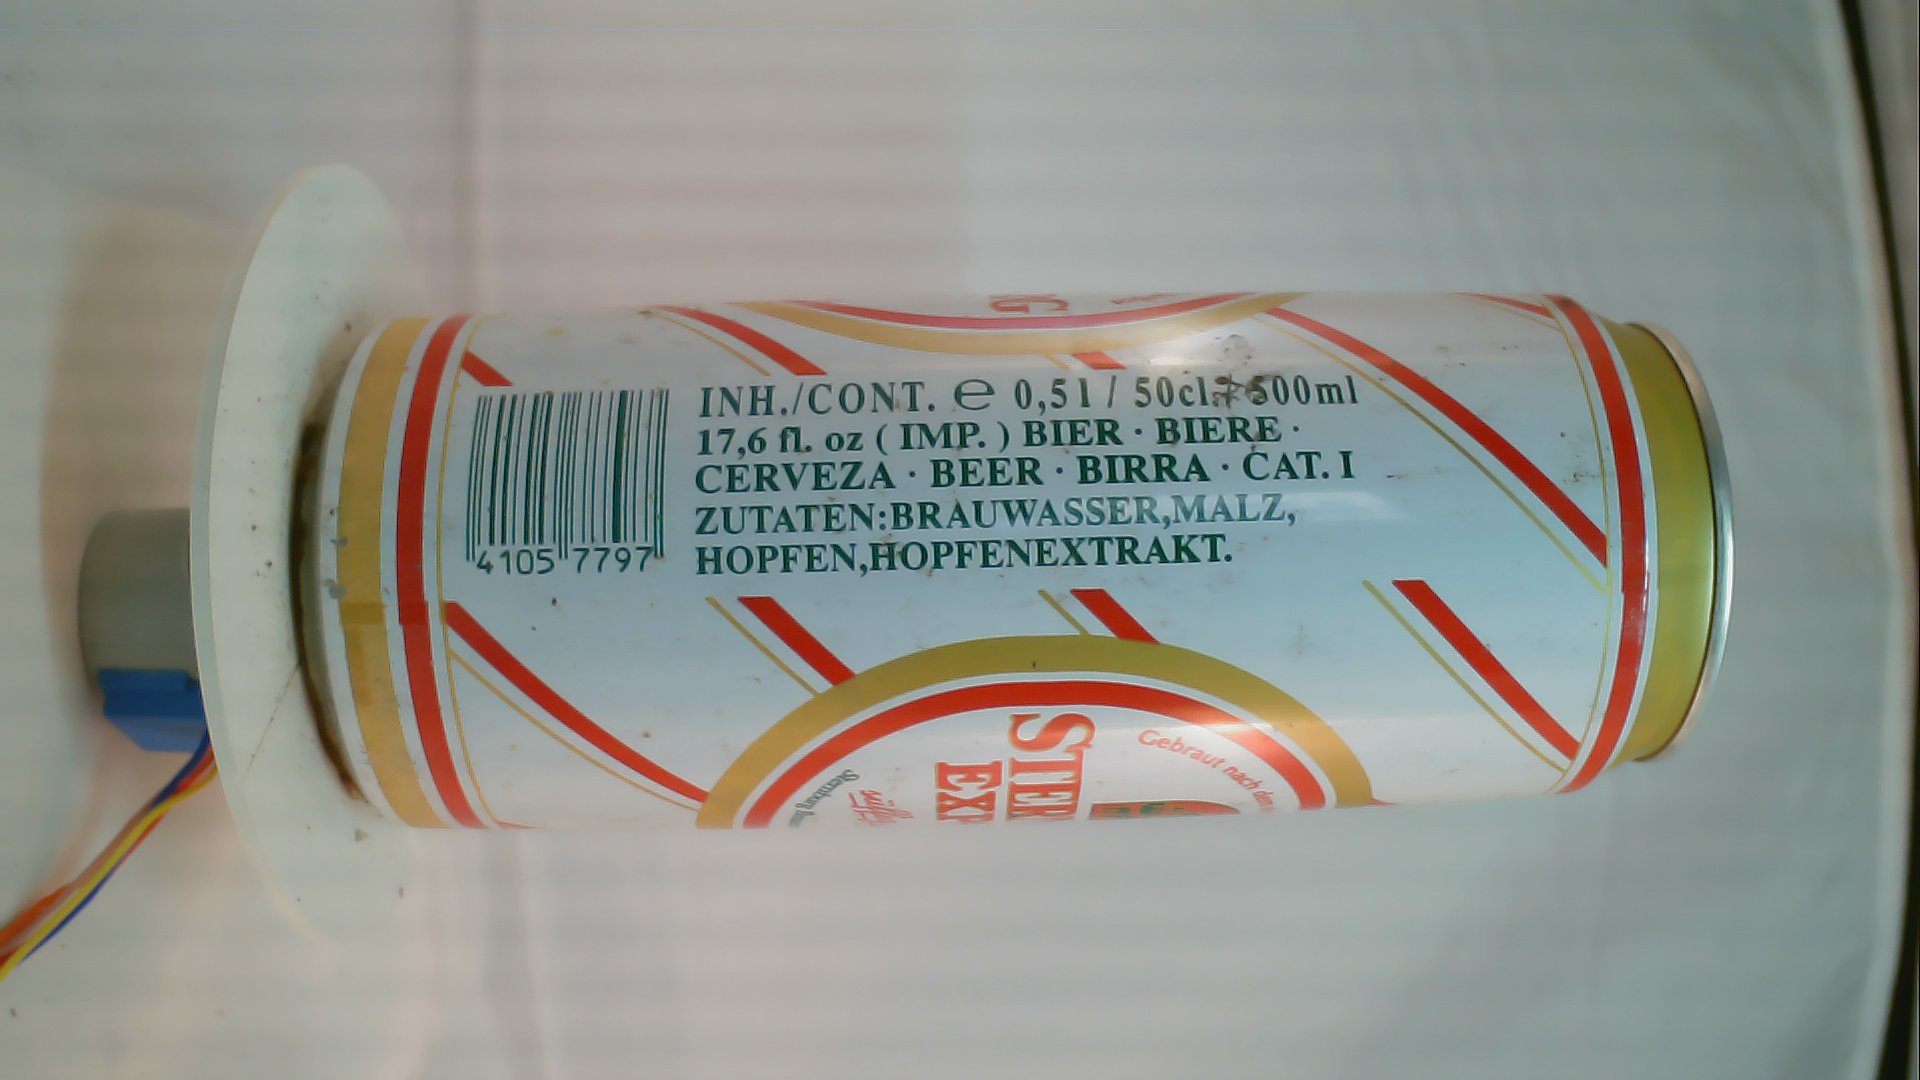 INH./CONT. ℮ 0,5l / 50cl. 500ml
17,6 fl. oz ( IMP. ) BIER · BIERE ·
CERVEZA · BEER · BIRRA · CAT. I
ZUTATEN:BRAUWASSER,MALZ,
HOPFEN,HOPFENEXTRAKT.
4105 7797
Gebraut nach